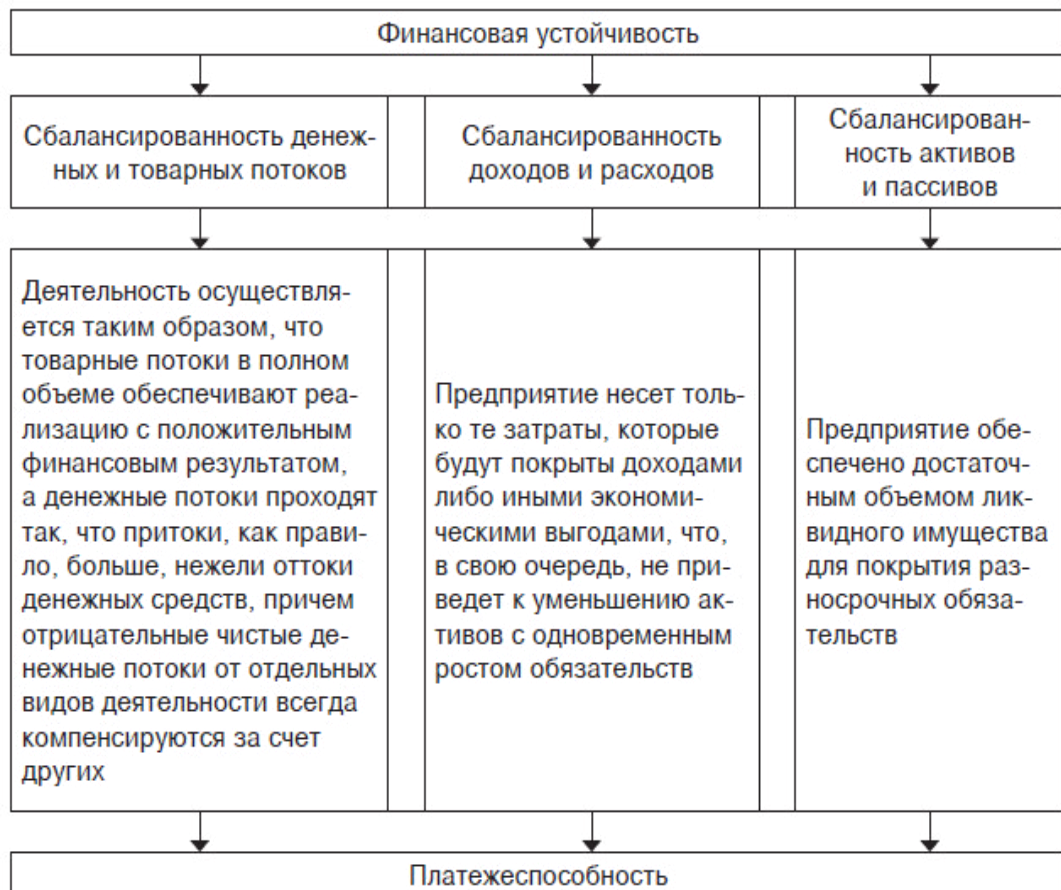 Финансовая устойчивость
Сбалансированность денеж-
ных и товарных потоков
Сбалансированность
доходов и расходов
Сбалансирован-
ность активов
и пассивов
Деятельность осуществля-
ется таким образом, что
товарные потоки в полном
объеме обеспечивают реа-
лизацию с положительным
финансовым результатом,
а денежные потоки проходят
так, что притоки, как прави-
ло, больше, нежели оттоки
денежных средств, причем
отрицательные чистые де-
нежные потоки от отдельных
видов деятельности всегда
компенсируются за счет
других
Предприятие несет толь-
ко те затраты, которые
будут покрыты доходами
либо иными экономи-
ческими выгодами, что,
в свою очередь, не при-
ведет к уменьшению ак-
тивов с одновременным
ростом обязательств
Предприятие обе-
спечено достаточ-
ным объемом лик-
видного имущества
для покрытия раз-
носрочных обяза-
тельств
Платежеспособность